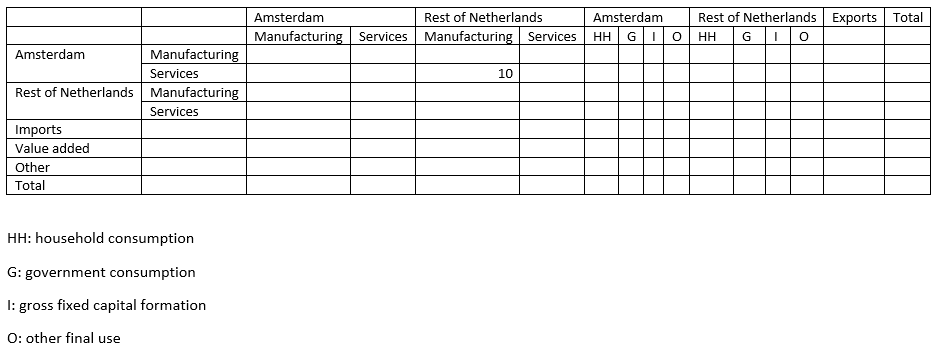 Amsterdam Rest of Netherlands Amsterdam Rest of Netherlands Exports Total
Manufacturing Services Manufacturing Services HH G I O HH G I O
Amsterdam Manufacturing
Services 10
Rest of Netherlands Manufacturing
Services
Imports
Value added
Other
Total
HH: household consumption
G: government consumption
I: gross fixed capital formation
O: other final use